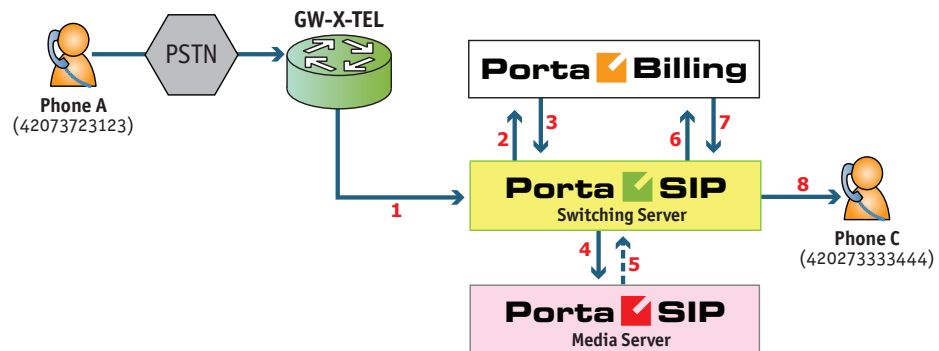 GW-X-TEL
PSTN
Phone A
(42073723123)
Porta Billing
2
3
6
7
1
Porta SIP
Switching Server
8
Phone C
(420273333444)
4
5
Porta SIP
Media Server